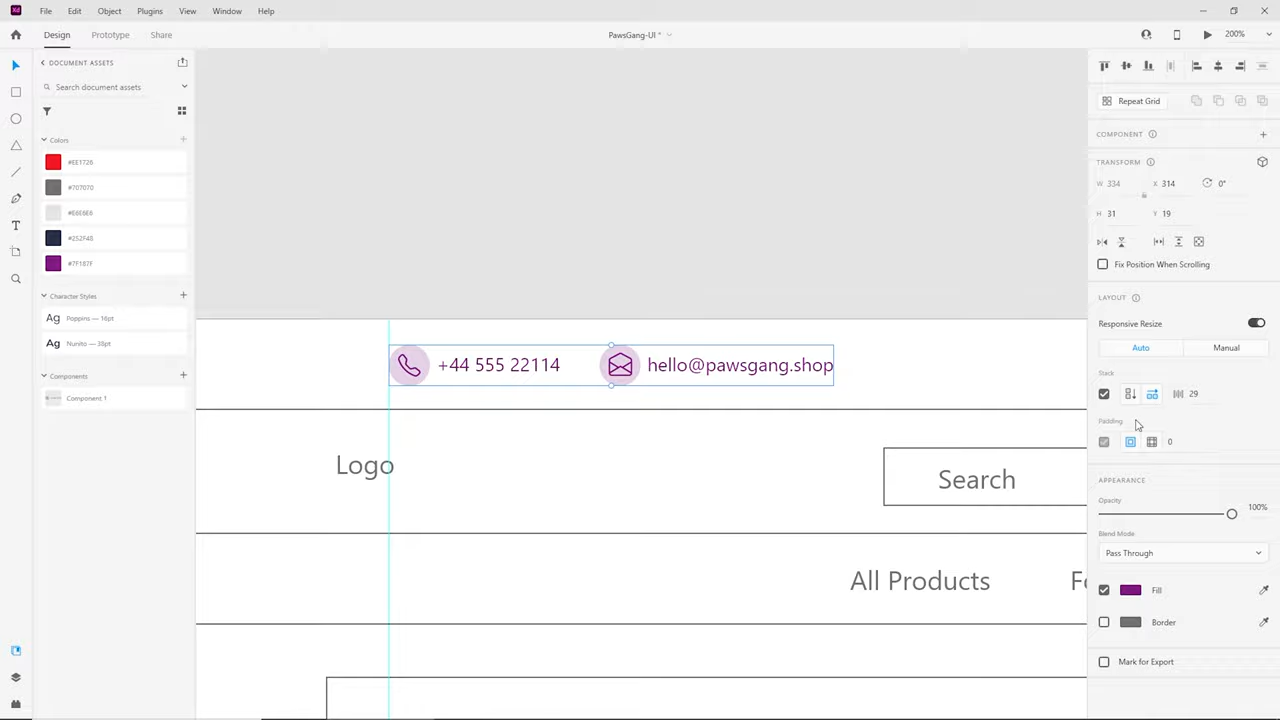 Xd File Edit Object Plugins View Window Help
Design Prototype Share PawsGang-UI * 200%
DOCUMENT ASSETS
Search document assets
Colors
#EE1726
#707070
#E6E6E6
#252F48
#7F187F
Character Styles
Ag Poppins — 16pt
Ag Nunito — 38pt
Components
Component 1
+44 555 22114 hello@pawsgang.shop
Logo
Search
All Products
Repeat Grid
COMPONENT
TRANSFORM
W 334 X 314 0°
H 31 Y 19
Fix Position When Scrolling
LAYOUT
Responsive Resize
Auto Manual
Stack
29
Padding
0
APPEARANCE
Opacity
100%
Blend Mode
Pass Through
Fill
Border
Mark for Export